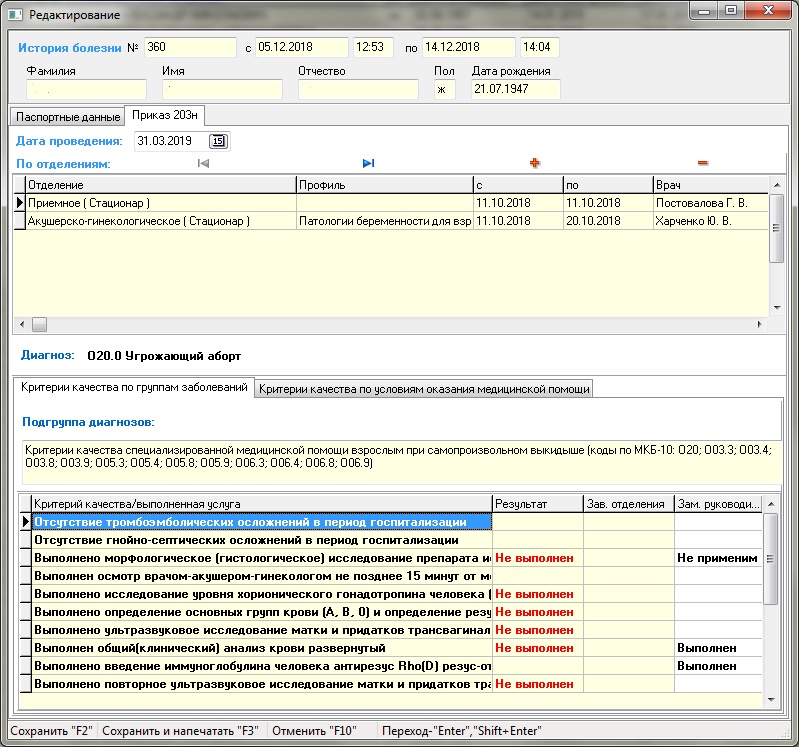 Редактирование
История болезни № 360 с 05.12.2018 12:53 по 14.12.2018 14:04
Фамилия Имя Отчество Пол Дата рождения
ж 21.07.1947
Паспортные данные Приказ 203н
Дата проведения: 31.03.2019 15
По отделениям:
Отделение Профиль с по Врач
Приемное ( Стационар ) 11.10.2018 11.10.2018 Постовалова Г. В.
Акушерско-гинекологическое ( Стационар ) Патологии беременности для взр 11.10.2018 20.10.2018 Харченко Ю. В.
Диагноз: O20.0 Угрожающий аборт
Критерии качества по группам заболеваний Критерии качества по условиям оказания медицинской помощи
Подгруппа диагнозов:
Критерии качества специализированной медицинской помощи взрослым при самопроизвольном выкидыше (коды по МКБ-10: O20; O03.3; O03.4;
O03.8; O03.9; O05.3; O05.4; O05.8; O05.9; O06.3; O06.4; O06.8; O06.9)
Критерий качества/выполненная услуга Результат Зав. отделения Зам. руководи...
Отсутствие тромбоэмболических осложнений в период госпитализации
Отсутствие гнойно-септических осложнений в период госпитализации
Выполнено морфологическое (гистологическое) исследование препарата и Не выполнен Не применим
Выполнен осмотр врачом-акушером-гинекологом не позднее 15 минут от м
Выполнено исследование уровня хорионического гонадотропина человека ( Не выполнен
Выполнено определение основных групп крови (A, B, 0) и определение резу Не выполнен
Выполнено ультразвуковое исследование матки и придатков трансвагинал Не выполнен
Выполнен общий(клинический) анализ крови развернутый Не выполнен Выполнен
Выполнено введение иммуноглобулина человека антирезус Rho(D) резус-от Выполнен
Выполнено повторное ультразвуковое исследование матки и придатков тра Не выполнен
Сохранить "F2" Сохранить и напечатать "F3" Отменить "F10" Переход-"Enter","Shift+Enter"